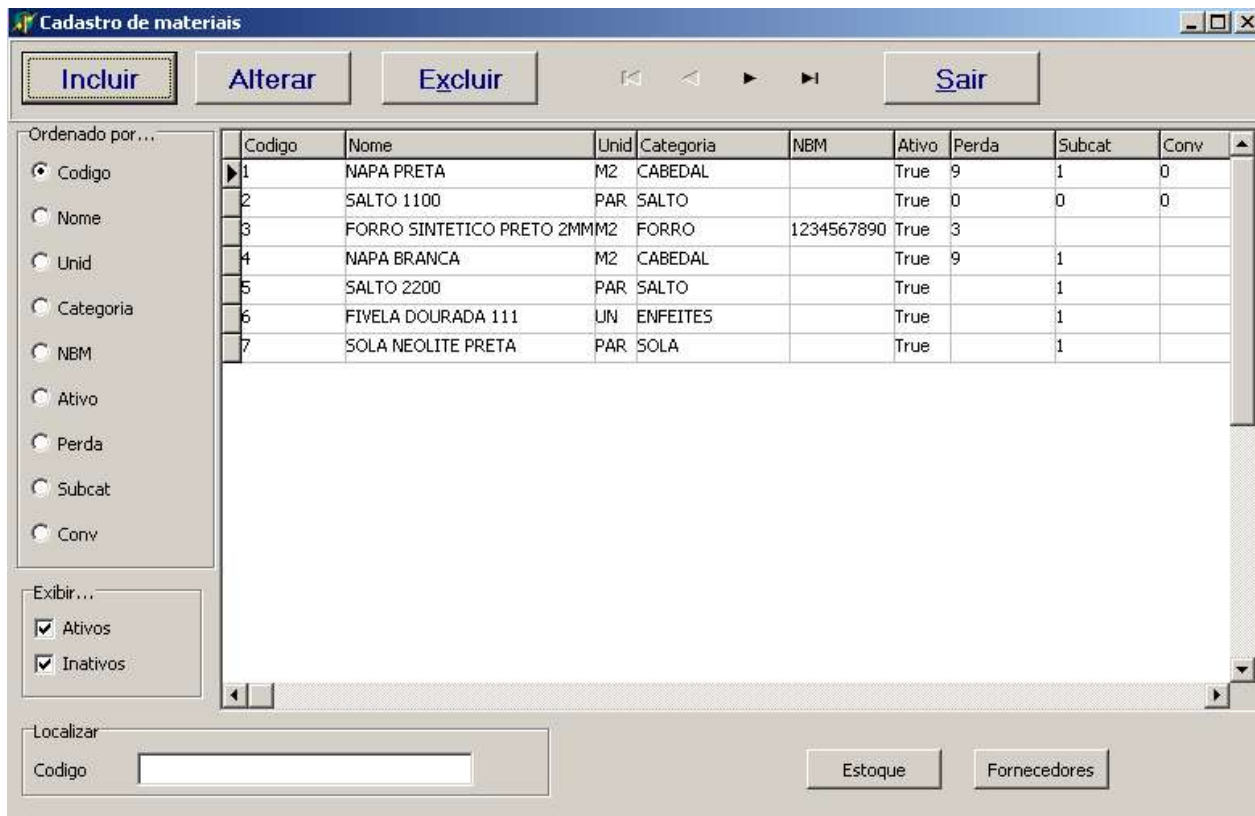 Cadastro de materiais
Incluir Alterar Excluir Sair
Ordenado por...
Codigo
Nome
Unid
Categoria
NBM
Ativo
Perda
Subcat
Conv
Codigo Nome Unid Categoria NBM Ativo Perda Subcat Conv
1 NAPA PRETA M2 CABEDAL True 9 1 0
2 SALTO 1100 PAR SALTO True 0 0 0
3 FORRO SINTETICO PRETO 2MM M2 FORRO 1234567890 True 3
4 NAPA BRANCA M2 CABEDAL True 9 1
5 SALTO 2200 PAR SALTO True 1
6 FIVELA DOURADA 111 UN ENFEITES True 1
7 SOLA NEOLITE PRETA PAR SOLA True 1
Exibir...
Ativos
Inativos
Localizar
Codigo
Estoque Fornecedores